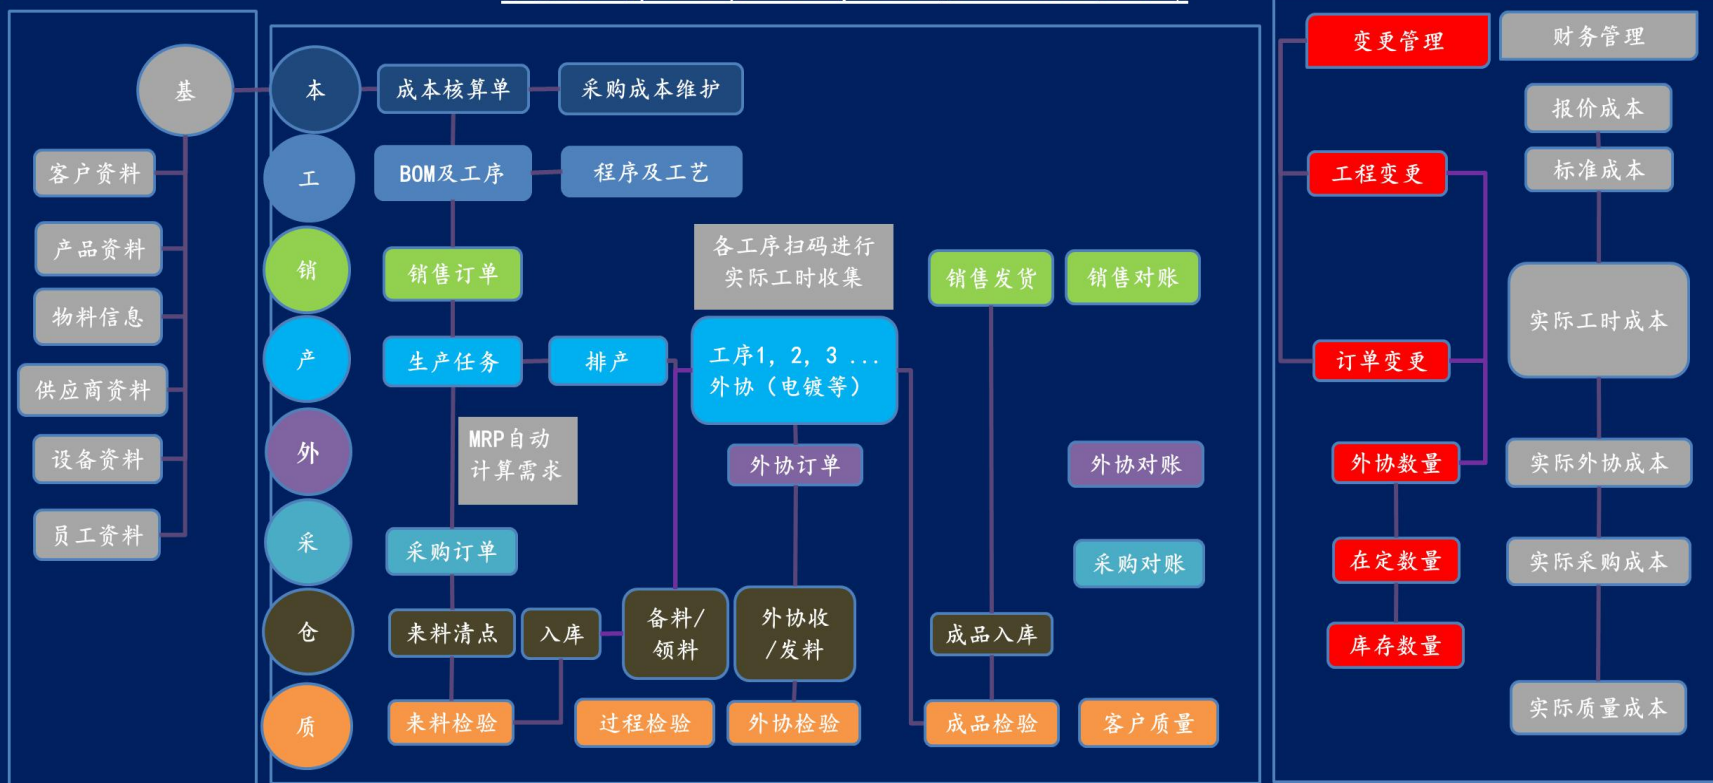 基
客户资料
产品资料
物料信息
供应商资料
设备资料
员工资料
本
成本核算单
采购成本维护
工
BOM及工序
程序及工艺
销
销售订单
各工序扫码进行
实际工时收集
销售发货
销售对账
产
生产任务
排产
工序1, 2, 3 ...
外协（电镀等）
外
MRP自动
计算需求
外协订单
外协对账
采
采购订单
采购对账
仓
来料清点
入库
备料/
领料
外协收
/发料
成品入库
质
来料检验
过程检验
外协检验
成品检验
客户质量
变更管理
工程变更
订单变更
外协数量
在定数量
库存数量
财务管理
报价成本
标准成本
实际工时成本
实际外协成本
实际采购成本
实际质量成本